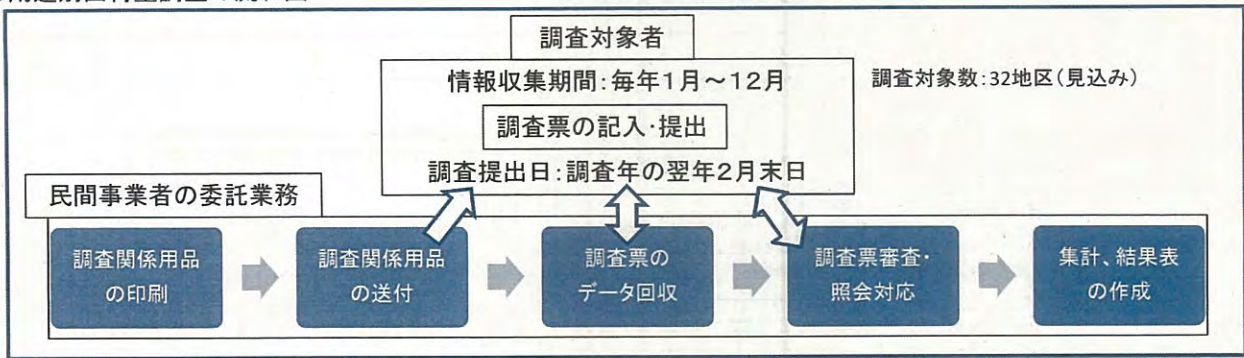 調査対象者
情報収集期間:毎年1月～12月
調査対象数:32地区(見込み)
調査票の記入・提出
調査提出日:調査年の翌年2月末日
民間事業者の委託業務
調査関係用品
の印刷
調査関係用品
の送付
調査票の
データ回収
調査票審査・
照会対応
集計、結果表
の作成